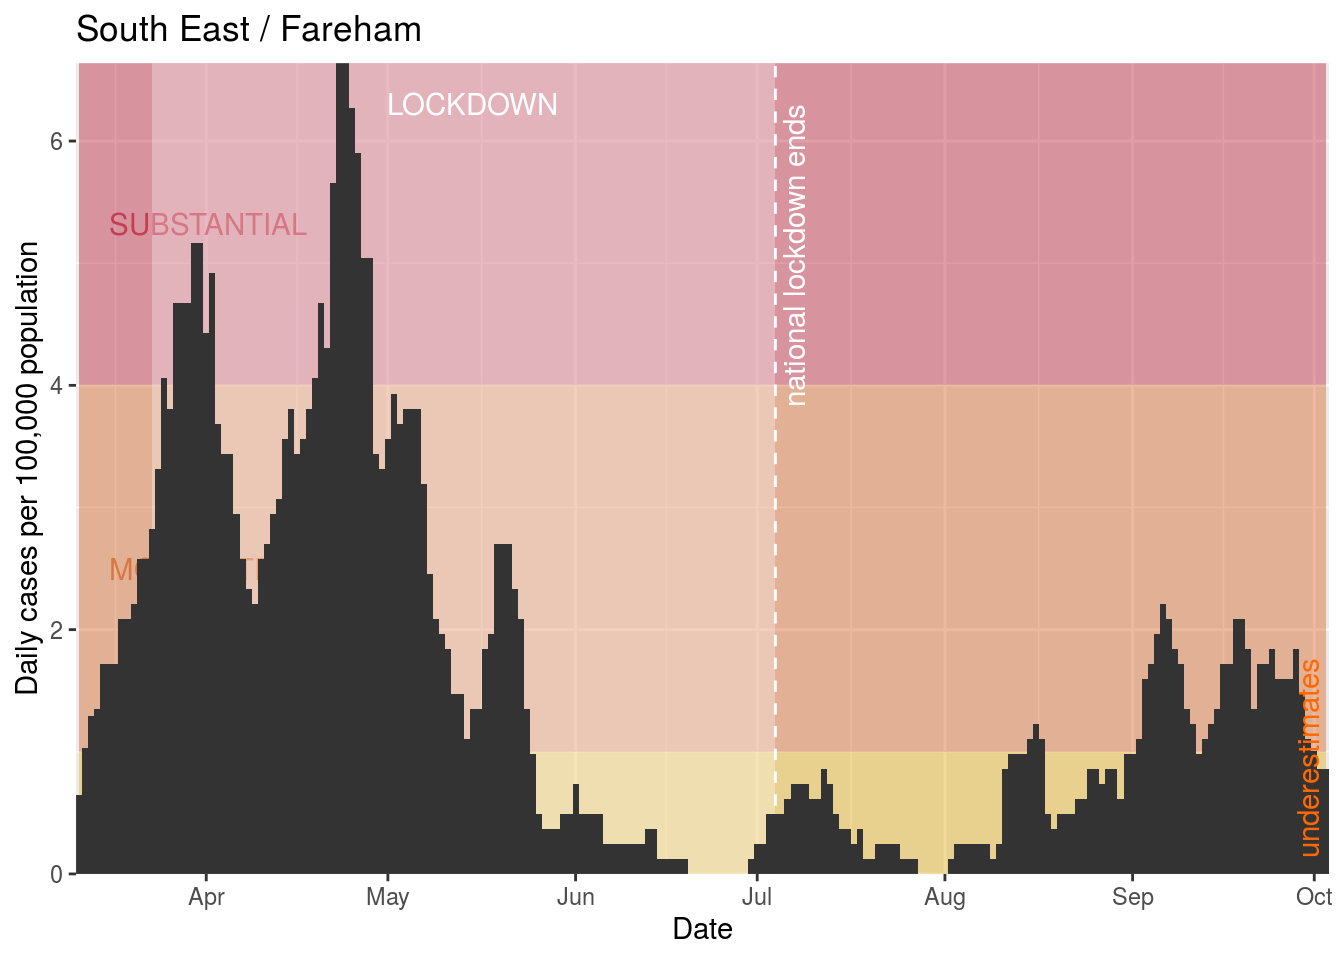 South East / Fareham
LOCKDOWN
SUBSTANTIAL
national lockdown ends
underestimates
Daily cases per 100,000 population
6
4
2
0
Apr
May
Jun
Jul
Aug
Sep
Oct
Date